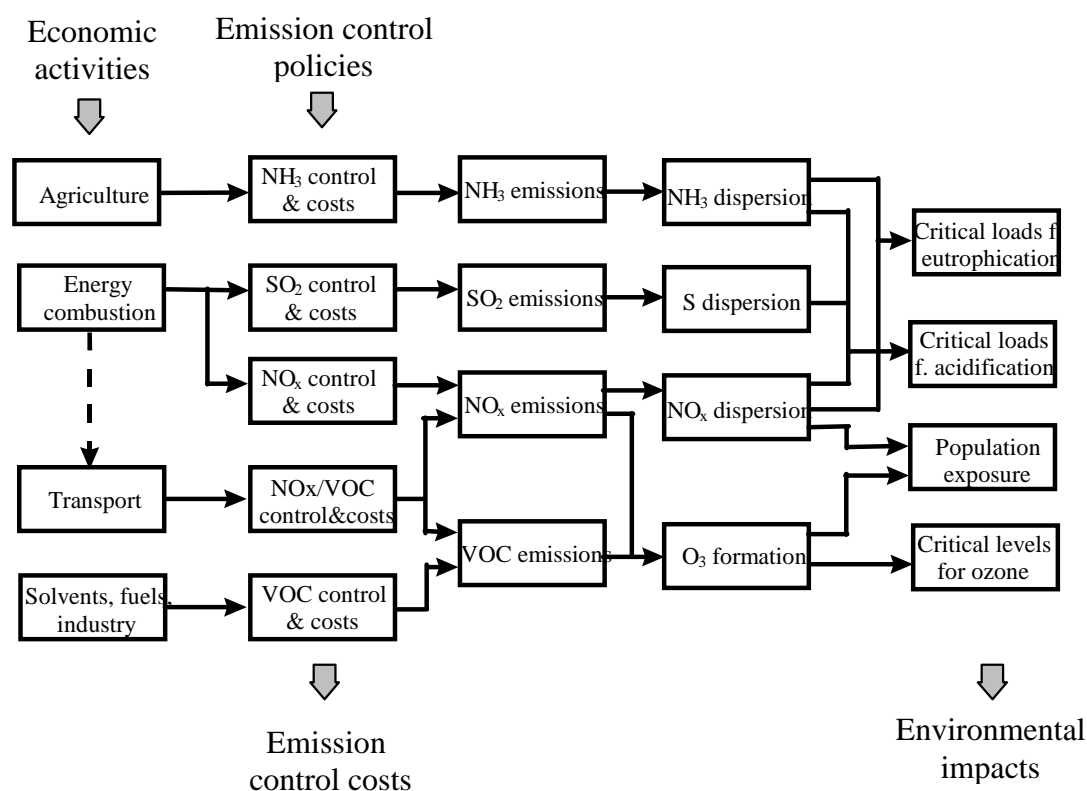 Economic
activities
Emission control
policies
Agriculture
NH₃ control
& costs
NH₃ emissions
NH₃ dispersion
Critical loads f
eutrophication
Energy
combustion
SO₂ control
& costs
SO₂ emissions
S dispersion
Critical loads
f. acidification
NOₓ control
& costs
NOₓ emissions
NOₓ dispersion
Population
exposure
Transport
NOx/VOC
control&costs
VOC emissions
O₃ formation
Critical levels
for ozone
Solvents, fuels,
industry
VOC control
& costs
Emission
control costs
Environmental
impacts